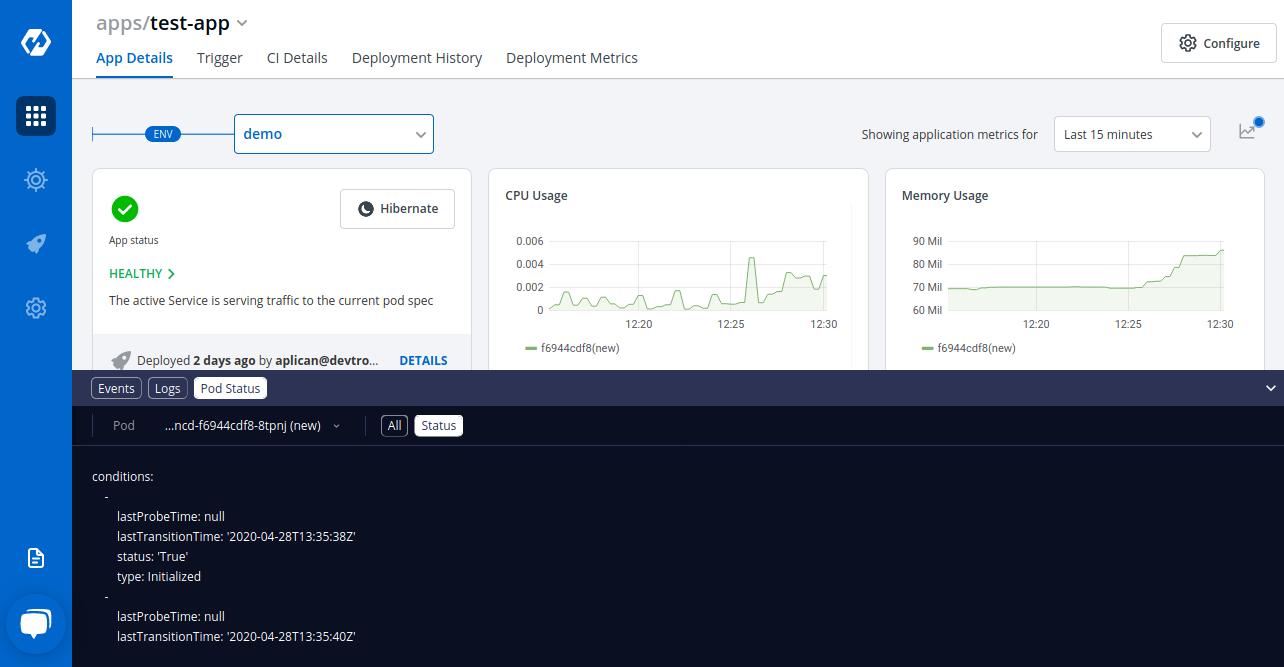 apps/test-app
App Details Trigger CI Details Deployment History Deployment Metrics
Configure
ENV
demo
Showing application metrics for
Last 15 minutes
App status
Hibernate
HEALTHY
The active Service is serving traffic to the current pod spec
Deployed 2 days ago by aplican@devtro... DETAILS
CPU Usage
0.006
0.004
0.002
0
12:20 12:25 12:30
f6944cdf8(new)
Memory Usage
90 Mil
80 Mil
70 Mil
60 Mil
12:20 12:25 12:30
f6944cdf8(new)
Events Logs Pod Status
Pod ...ncd-f6944cdf8-8tpnj (new) All Status
conditions:
-
lastProbeTime: null
lastTransitionTime: '2020-04-28T13:35:38Z'
status: 'True'
type: Initialized
-
lastProbeTime: null
lastTransitionTime: '2020-04-28T13:35:40Z'